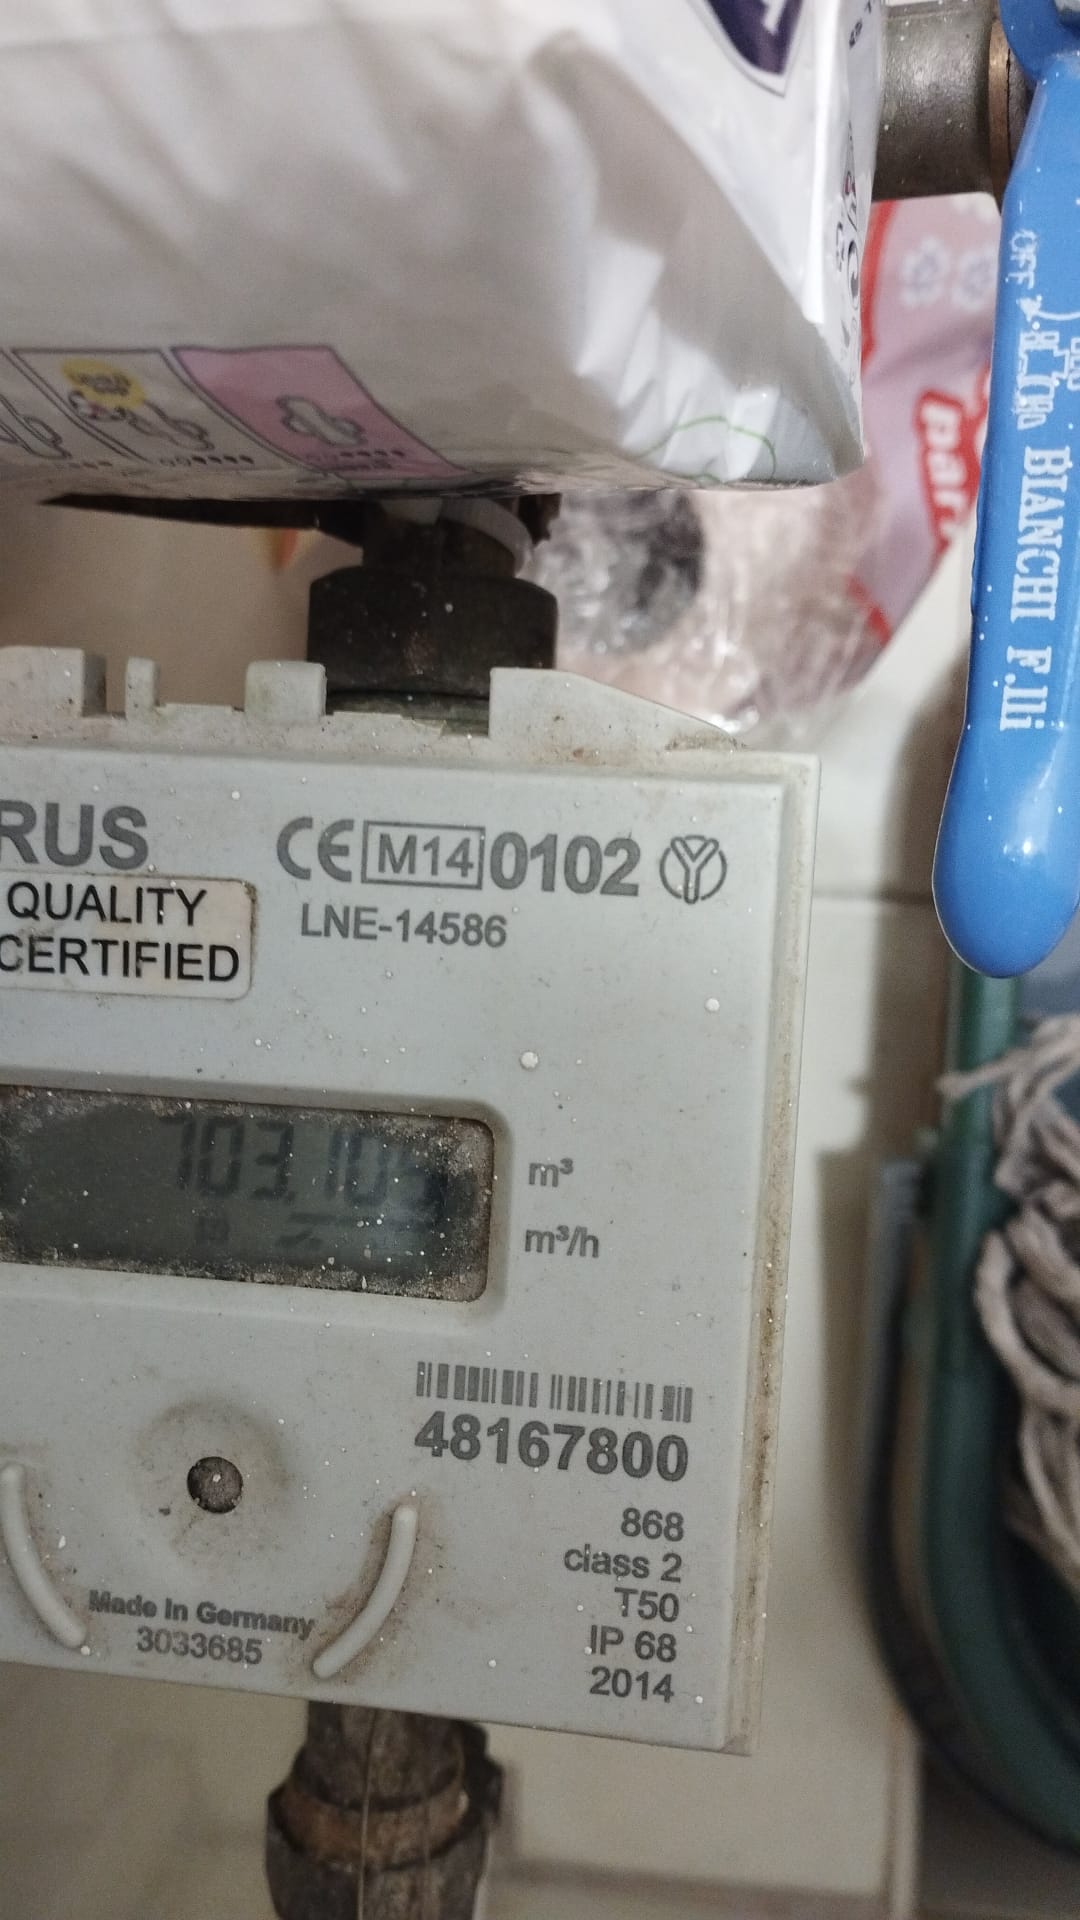 OFF
BIANCHI F.lli
RUS
CE M14 0102
QUALITY
CERTIFIED
LNE-14586
m³
m³/h
48167800
868
class 2
T50
IP 68
2014
Made In Germany
3033685